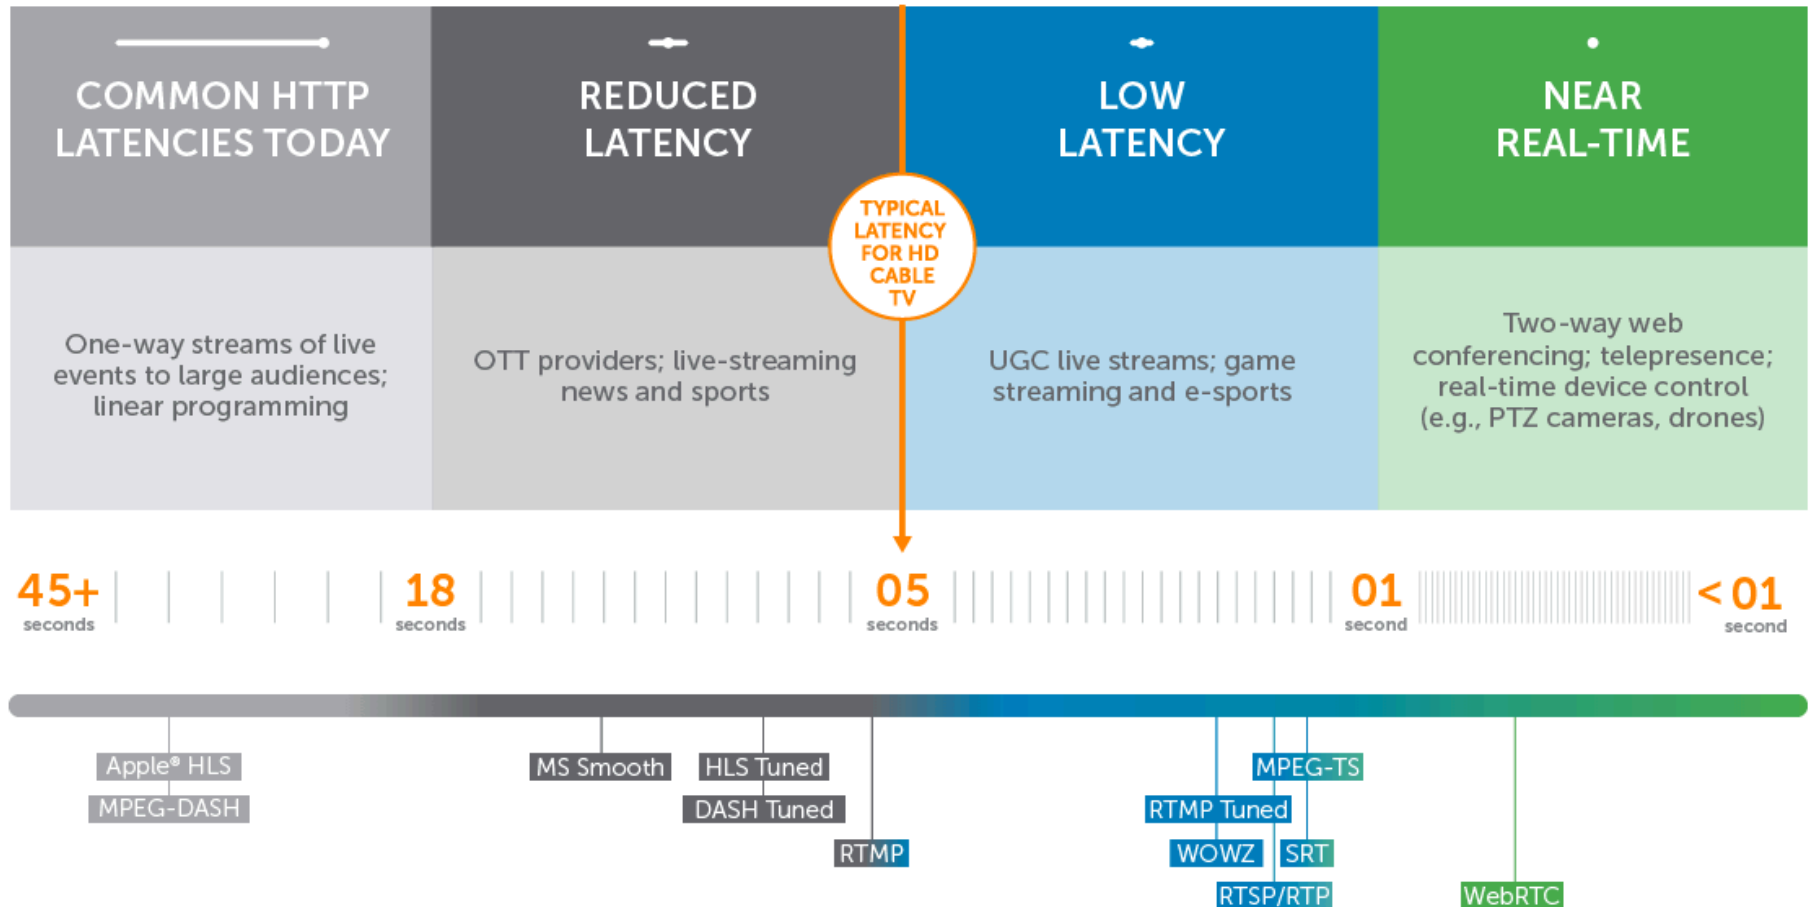 COMMON HTTP
LATENCIES TODAY
REDUCED
LATENCY
LOW
LATENCY
NEAR
REAL-TIME
TYPICAL
LATENCY
FOR HD
CABLE
TV
One-way streams of live
events to large audiences;
linear programming
OTT providers; live-streaming
news and sports
UGC live streams; game
streaming and e-sports
Two-way web
conferencing; telepresence;
real-time device control
(e.g., PTZ cameras, drones)
45+
seconds
18
seconds
05
seconds
01
second
< 01
second
Apple® HLS
MPEG-DASH
MS Smooth
HLS Tuned
DASH Tuned
RTMP
MPEG-TS
RTMP Tuned
WOWZ
SRT
RTSP/RTP
WebRTC